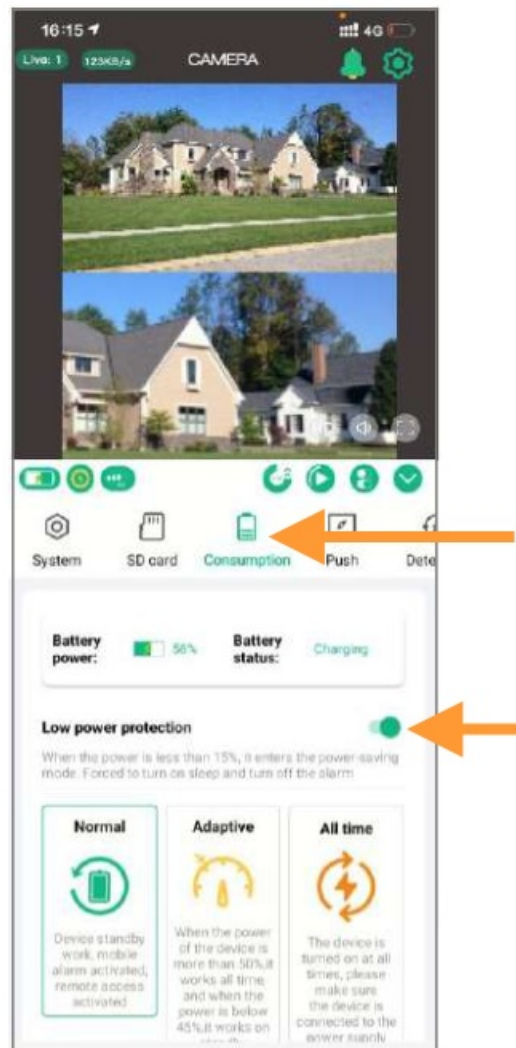 16:15 4G
Live: 1 123KB/s CAMERA
System SD card Consumption Push Dete
Battery power: 56% Battery status: Charging
Low power protection
When the power is less than 15%, it enters the power-saving
mode. Forced to turn on sleep and turn off the alarm
Normal
Device standby
work, mobile
alarm activated,
remote access
activated
Adaptive
When the power
of the device is
more than 50%,it
works all time
and when the
power is below
45%,it works on
All time
The device is
turned on at all
times, please
make sure
the device is
connected to the
power supply